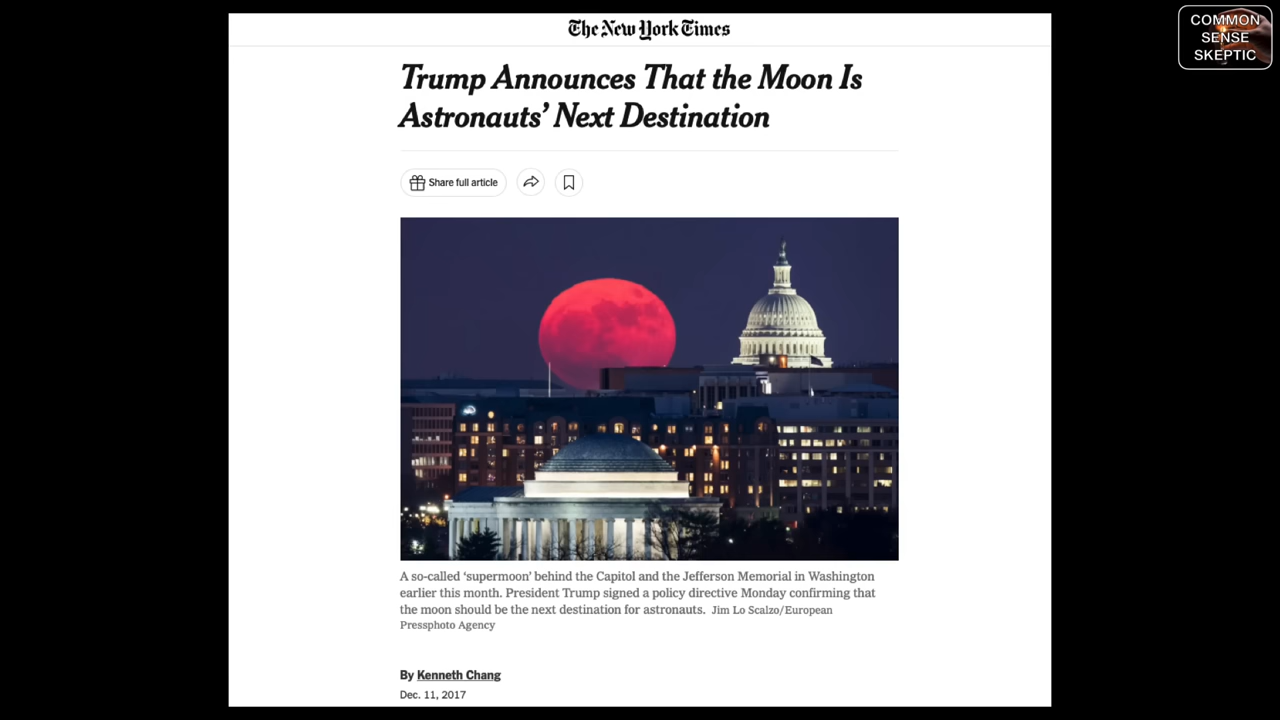 The New York Times
COMMON
SENSE
SKEPTIC
Trump Announces That the Moon Is
Astronauts’ Next Destination
Share full article
A so-called ‘supermoon’ behind the Capitol and the Jefferson Memorial in Washington
earlier this month. President Trump signed a policy directive Monday confirming that
the moon should be the next destination for astronauts. Jim Lo Scalzo/European
Pressphoto Agency
By Kenneth Chang
Dec. 11, 2017